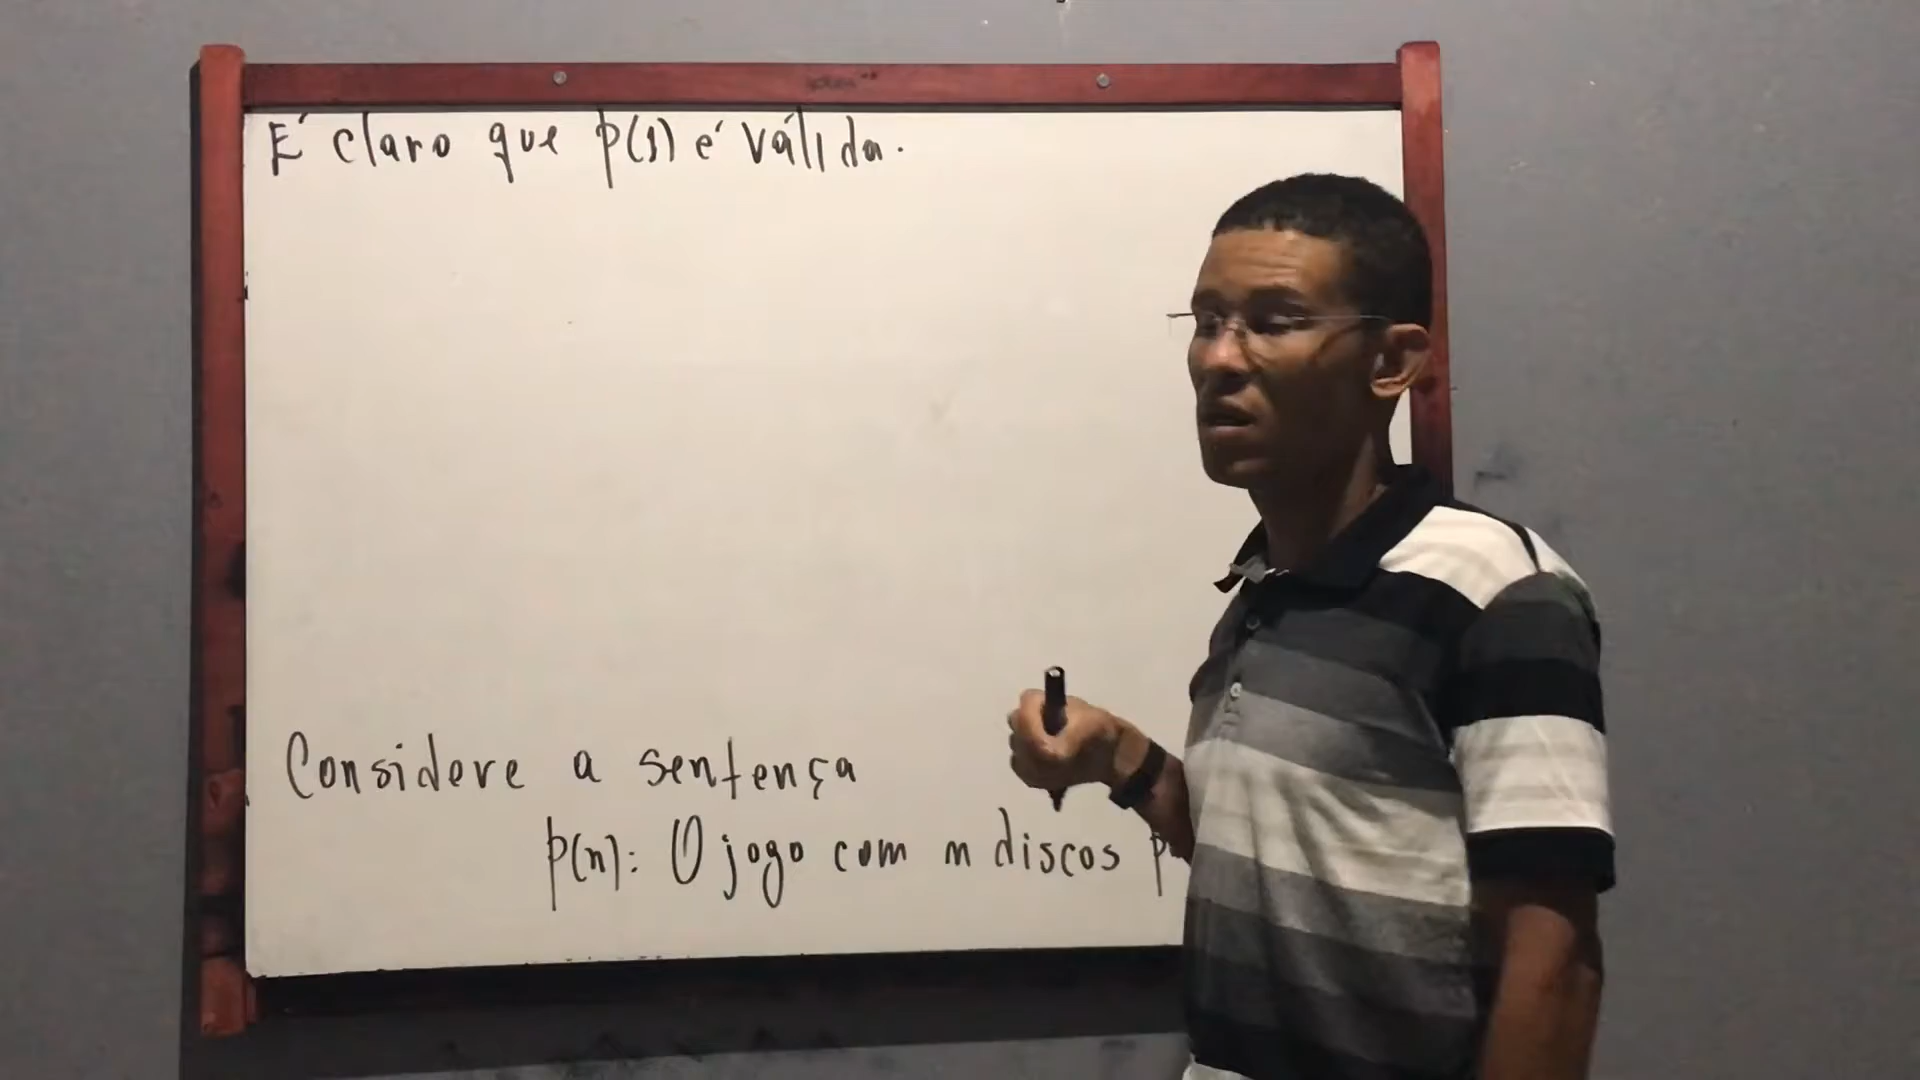 É claro que p(1) é válida.
Considere a sentença
p(n): O jogo com n discos p